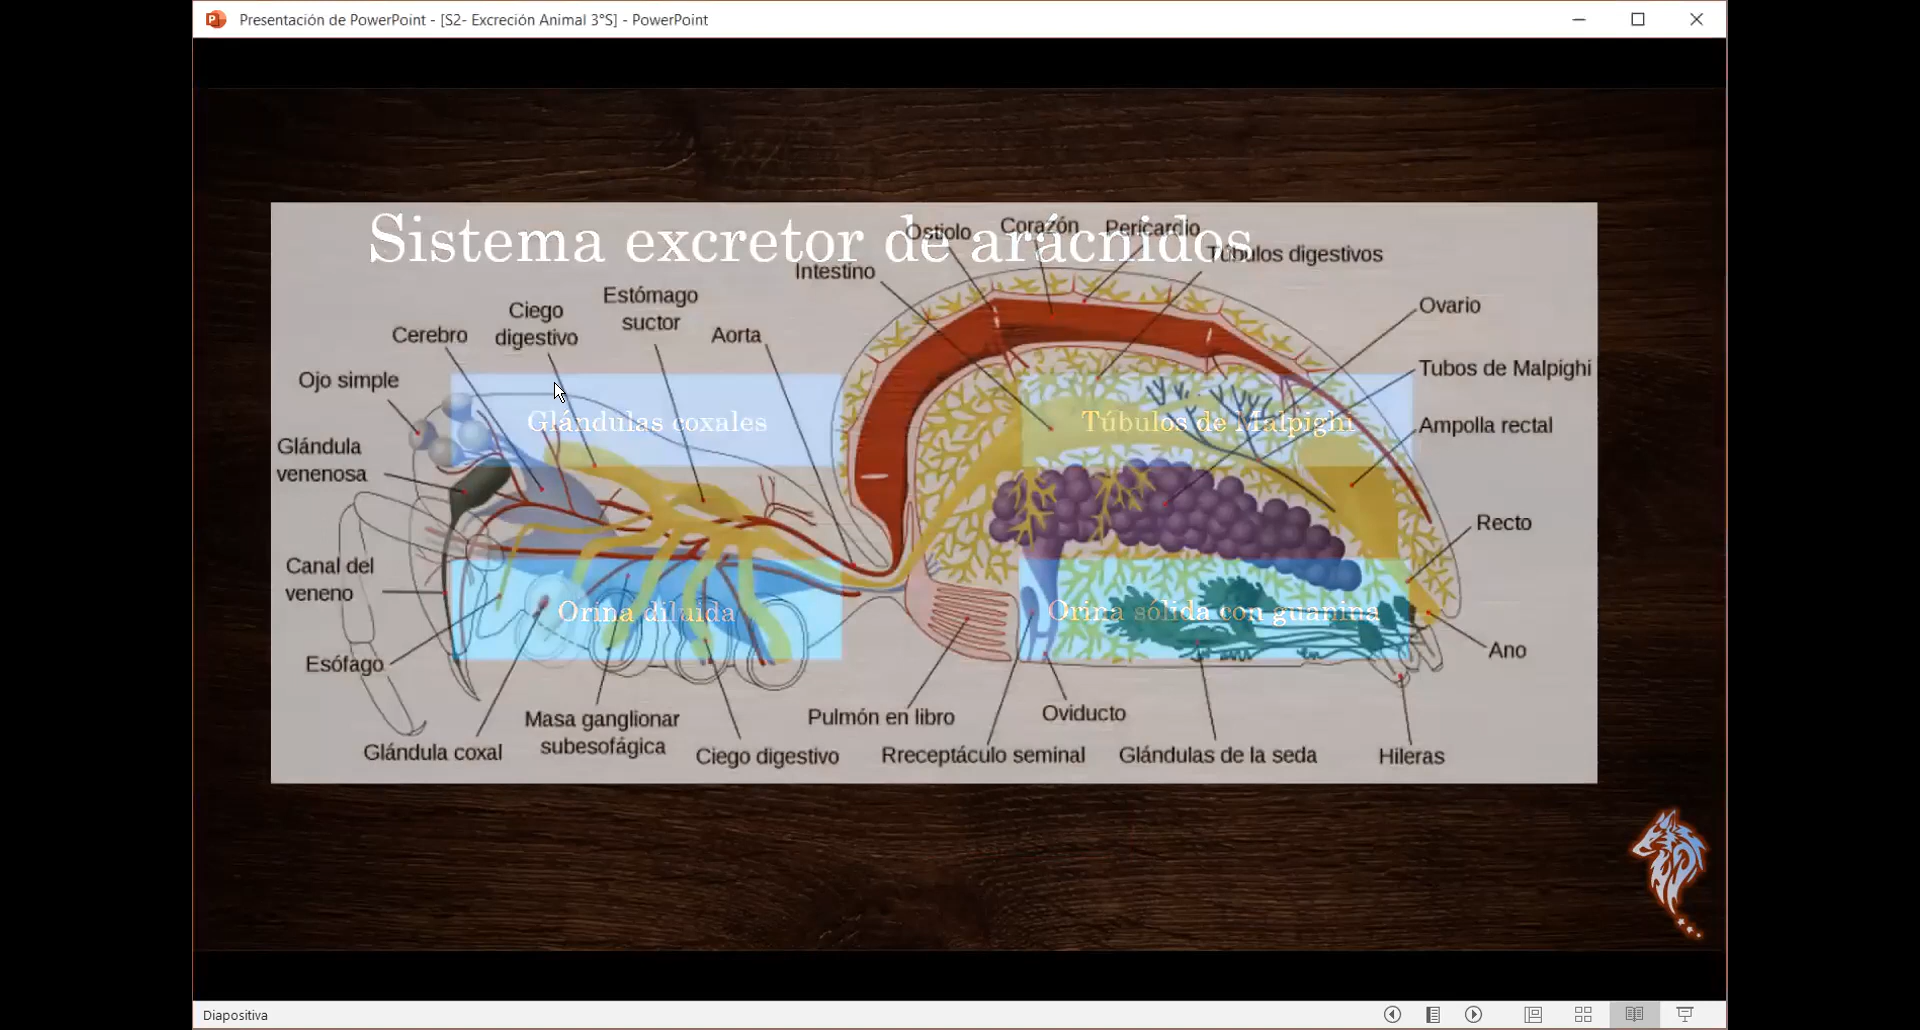 Presentación de PowerPoint - [S2- Excreción Animal 3°S] - PowerPoint
Sistema excretor de arácnidos
Ostiolo
Corazón
Pericardio
Túbulos digestivos
Intestino
Ciego
digestivo
Estómago
suctor
Aorta
Cerebro
Ojo simple
Ovario
Tubos de Malpighi
Ampolla rectal
Glándulas coxales
Túbulos de Malpighi
Glándula
venenosa
Recto
Canal del
veneno
Orina diluida
Orina sólida con guanina
Esófago
Ano
Glándula coxal
Masa ganglionar
subesofágica
Ciego digestivo
Pulmón en libro
Rreceptáculo seminal
Oviducto
Glándulas de la seda
Hileras
Diapositiva